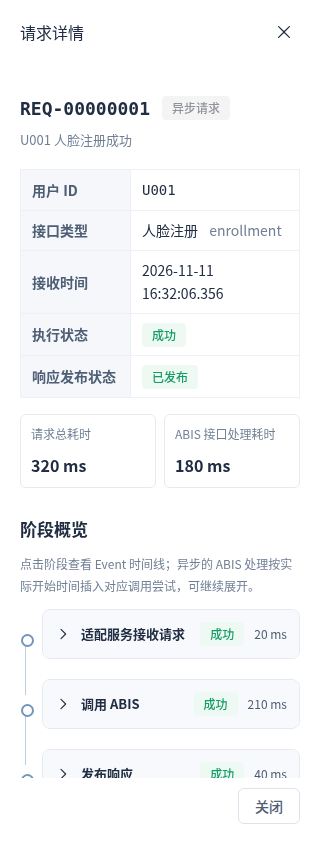 请求详情
REQ-00000001 异步请求
U001 人脸注册成功
用户 ID U001
接口类型 人脸注册 enrollment
接收时间 2026-11-11
16:32:06.356
执行状态 成功
响应发布状态 已发布
请求总耗时 ABIS 接口处理耗时
320 ms 180 ms
阶段概览
点击阶段查看 Event 时间线；异步的 ABIS 处理按实
际开始时间插入对应调用尝试，可继续展开。
适配服务接收请求 成功 20 ms
调用 ABIS 成功 210 ms
发布响应 成功 40 ms
关闭